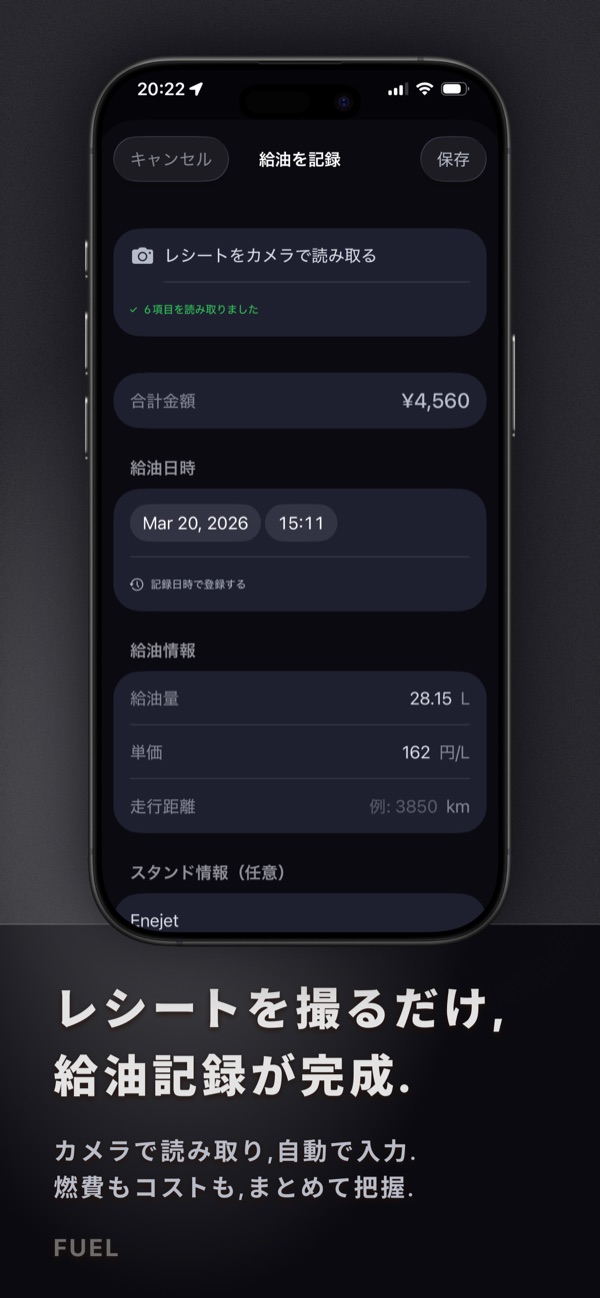 20:22
キャンセル
給油を記録
保存
レシートをカメラで読み取る
✓ 6項目を読み取りました
合計金額
¥4,560
給油日時
Mar 20, 2026
15:11
記録日時で登録する
給油情報
給油量
28.15 L
単価
162 円/L
走行距離
例: 3850 km
スタンド情報（任意）
Enejet
レシートを撮るだけ,
給油記録が完成.
カメラで読み取り,自動で入力.
燃費もコストも,まとめて把握.
FUEL